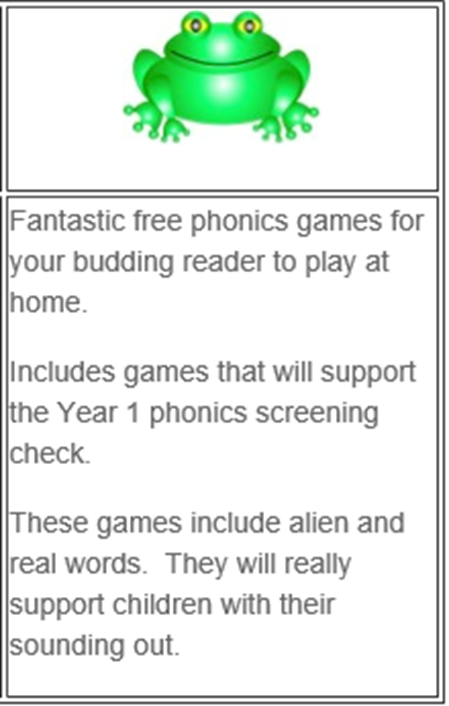 Fantastic free phonics games for
your budding reader to play at
home.
Includes games that will support
the Year 1 phonics screening
check.
These games include alien and
real words.  They will really
support children with their
sounding out.